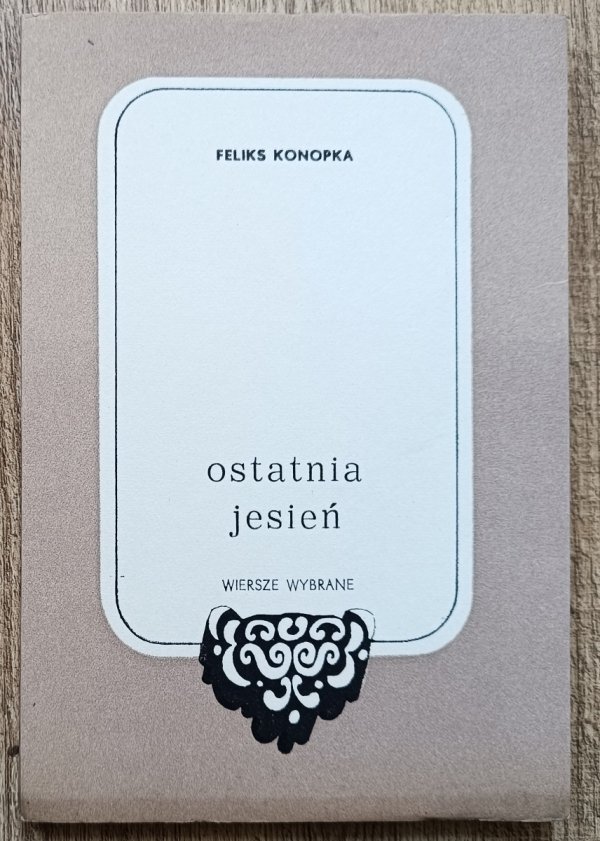 FELIKS KONOPKA
ostatnia
jesień
WIERSZE WYBRANE